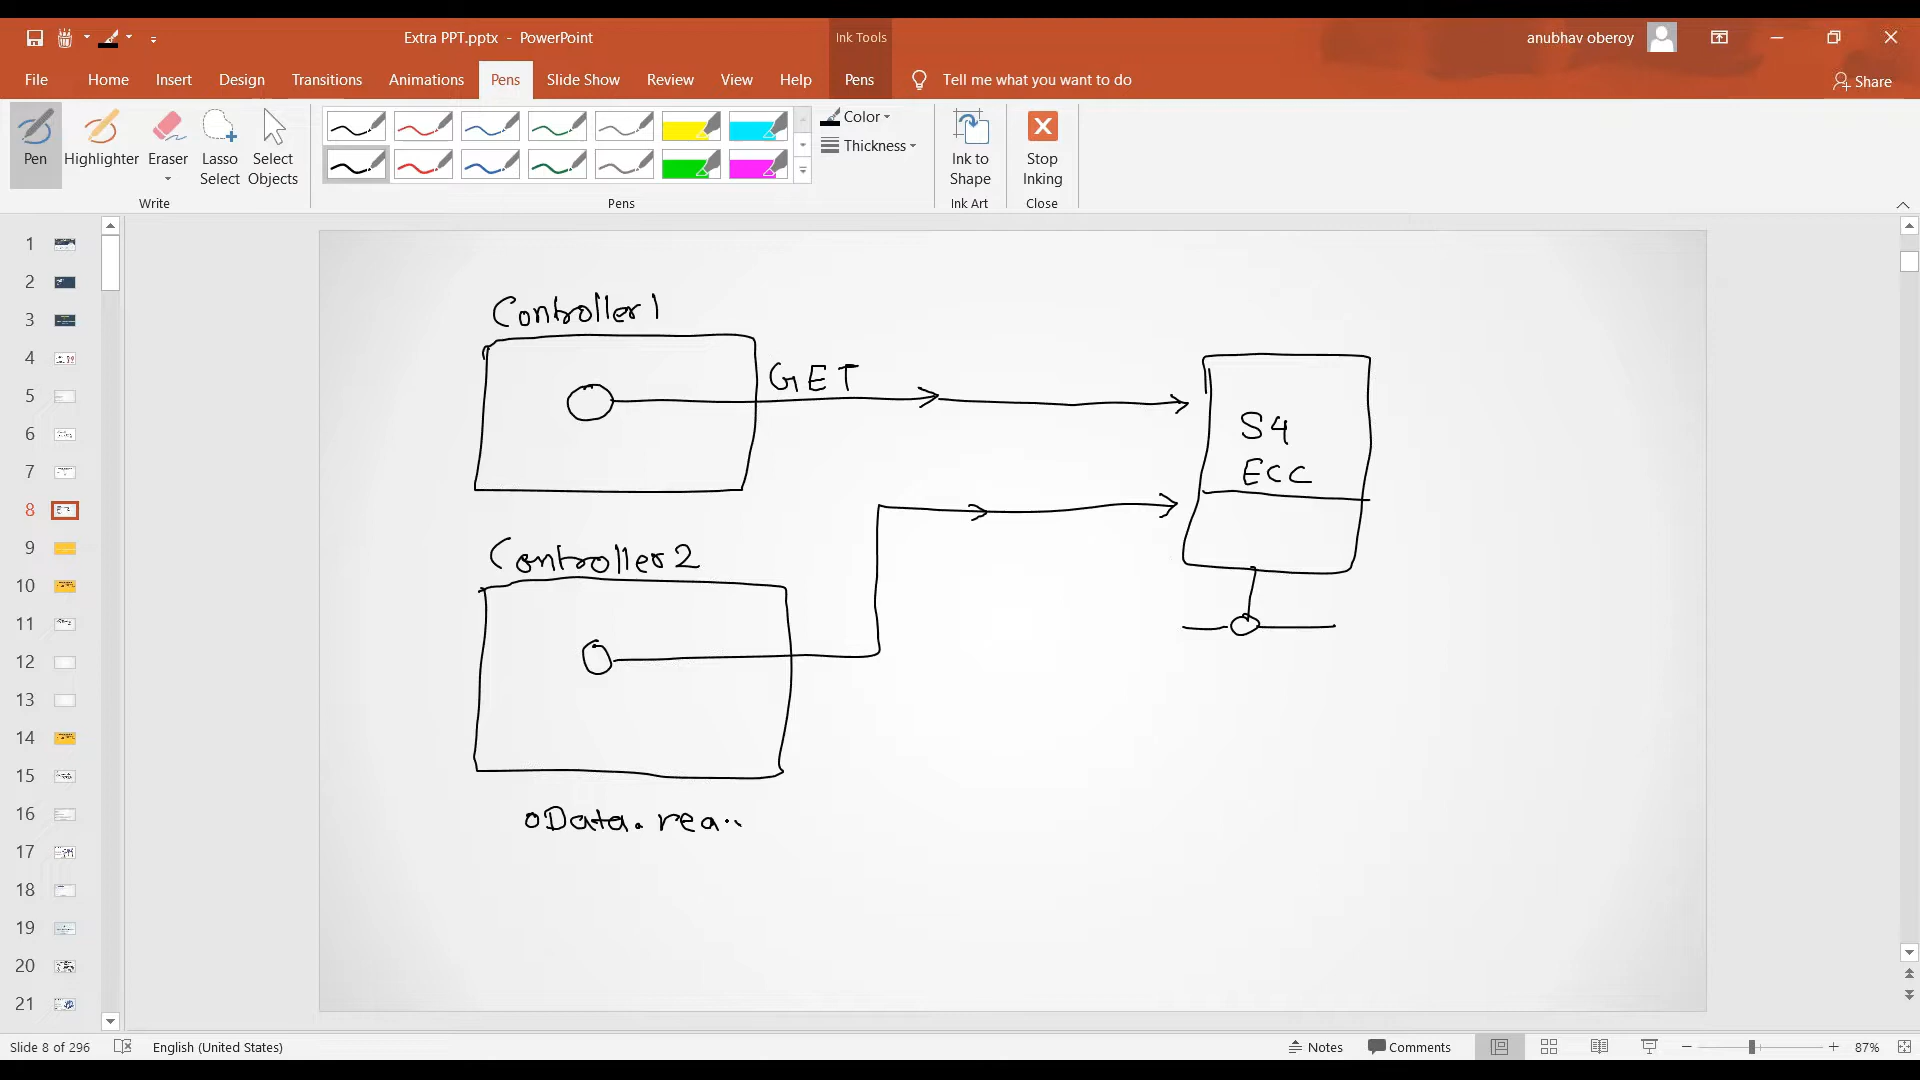 Extra PPT.pptx - PowerPoint
Ink Tools
anubhav oberoy
File
Home
Insert
Design
Transitions
Animations
Pens
Slide Show
Review
View
Help
Pens
Tell me what you want to do
Share
Pen
Highlighter
Eraser
Lasso Select
Select Objects
Write
Pens
Color
Thickness
Ink to Shape
Ink Art
Stop Inking
Close
1
2
3
4
5
6
7
8
9
10
11
12
13
14
15
16
17
18
19
20
21
Controller1
GET
S4
ECC
Controller2
oData.rea
Slide 8 of 296
English (United States)
Notes
Comments
87%